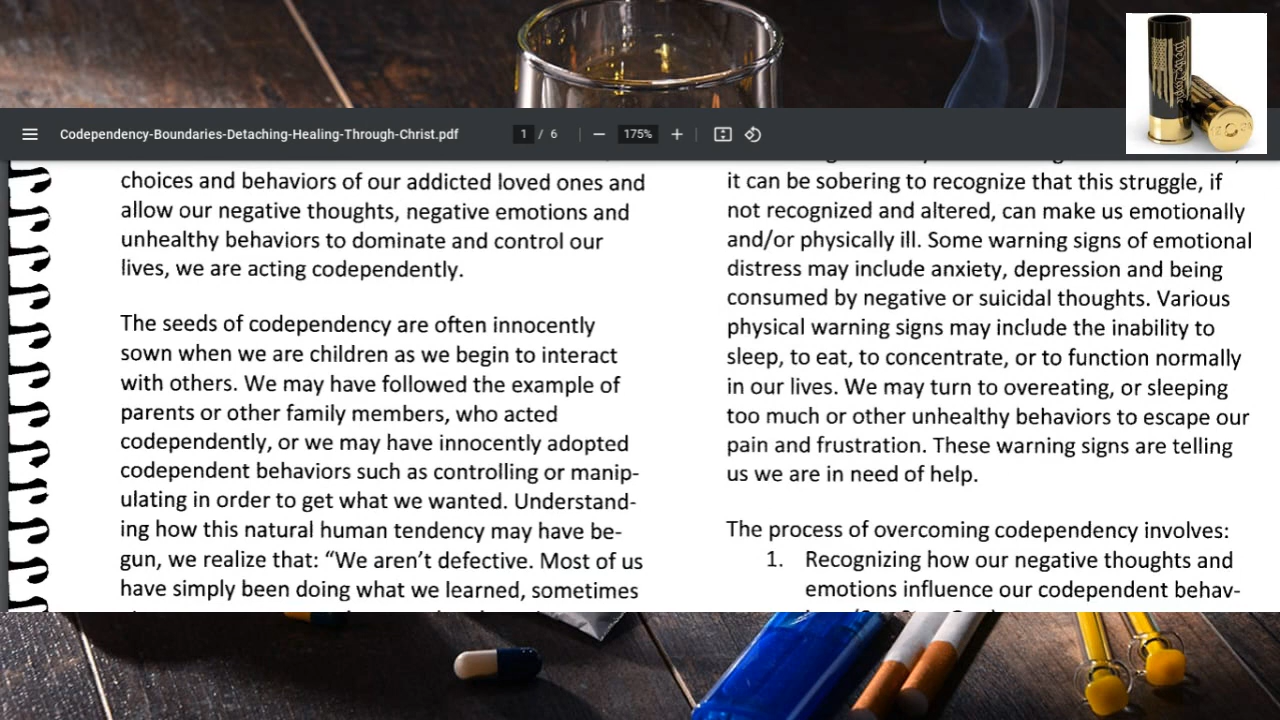 We the People
Codependency-Boundaries-Detaching-Healing-Through-Christ.pdf
1 / 6
175%
choices and behaviors of our addicted loved ones and
allow our negative thoughts, negative emotions and
unhealthy behaviors to dominate and control our
lives, we are acting codependently.
The seeds of codependency are often innocently
sown when we are children as we begin to interact
with others. We may have followed the example of
parents or other family members, who acted
codependently, or we may have innocently adopted
codependent behaviors such as controlling or manip-
ulating in order to get what we wanted. Understand-
ing how this natural human tendency may have be-
gun, we realize that: “We aren’t defective. Most of us
have simply been doing what we learned, sometimes
it can be sobering to recognize that this struggle, if
not recognized and altered, can make us emotionally
and/or physically ill. Some warning signs of emotional
distress may include anxiety, depression and being
consumed by negative or suicidal thoughts. Various
physical warning signs may include the inability to
sleep, to eat, to concentrate, or to function normally
in our lives. We may turn to overeating, or sleeping
too much or other unhealthy behaviors to escape our
pain and frustration. These warning signs are telling
us we are in need of help.
The process of overcoming codependency involves:
1. Recognizing how our negative thoughts and
emotions influence our codependent behav-